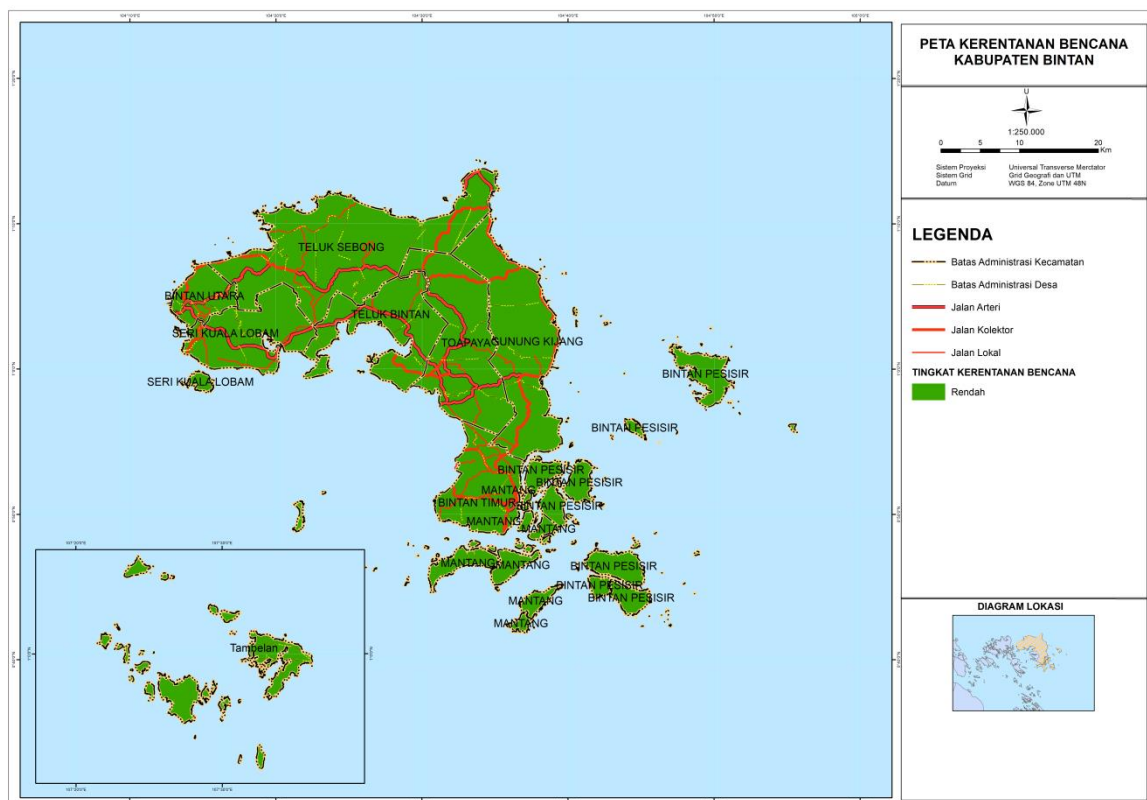 PETA KERENTANAN BENCANA
KABUPATEN BINTAN
U
1:250.000
0 5 10 20
Km
Sistem Proyeksi Universal Transverse Merctator
Sistem Grid Grid Geografi dan UTM
Datum WGS 84, Zone UTM 48N
LEGENDA
Batas Administrasi Kecamatan
Batas Administrasi Desa
Jalan Arteri
Jalan Kolektor
Jalan Lokal
TINGKAT KERENTANAN BENCANA
Rendah
DIAGRAM LOKASI
TELUK SEBONG
BINTAN UTARA
TELUK BINTAN
SERI KUALA LOBAM
TOAPAYA
GUNUNG KIJANG
SERI KUALA LOBAM
BINTAN PESISIR
BINTAN PESISIR
BINTAN PESISIR
BINTAN PESISIR
MANTANG
BINTAN TIMUR
BINTAN PESISIR
MANTANG
MANTANG
MANTANG
MANTANG
BINTAN PESISIR
BINTAN PESISIR
BINTAN PESISIR
MANTANG
MANTANG
Tambelan